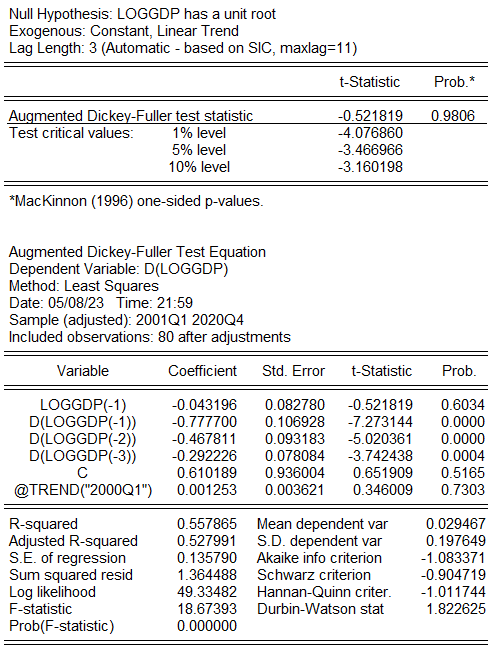 Null Hypothesis: LOGGDP has a unit root
Exogenous: Constant, Linear Trend
Lag Length: 3 (Automatic - based on SIC, maxlag=11)
t-Statistic Prob.*
Augmented Dickey-Fuller test statistic -0.521819 0.9806
Test critical values: 1% level -4.076860
5% level -3.466966
10% level -3.160198
*MacKinnon (1996) one-sided p-values.
Augmented Dickey-Fuller Test Equation
Dependent Variable: D(LOGGDP)
Method: Least Squares
Date: 05/08/23 Time: 21:59
Sample (adjusted): 2001Q1 2020Q4
Included observations: 80 after adjustments
Variable Coefficient Std. Error t-Statistic Prob.
LOGGDP(-1) -0.043196 0.082780 -0.521819 0.6034
D(LOGGDP(-1)) -0.777700 0.106928 -7.273144 0.0000
D(LOGGDP(-2)) -0.467811 0.093183 -5.020361 0.0000
D(LOGGDP(-3)) -0.292226 0.078084 -3.742438 0.0004
C 0.610189 0.936004 0.651909 0.5165
@TREND("2000Q1") 0.001253 0.003621 0.346009 0.7303
R-squared 0.557865 Mean dependent var 0.029467
Adjusted R-squared 0.527991 S.D. dependent var 0.197649
S.E. of regression 0.135790 Akaike info criterion -1.083371
Sum squared resid 1.364488 Schwarz criterion -0.904719
Log likelihood 49.33482 Hannan-Quinn criter. -1.011744
F-statistic 18.67393 Durbin-Watson stat 1.822625
Prob(F-statistic) 0.000000